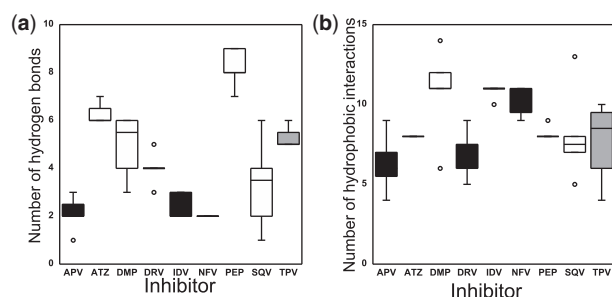 (a)
Number of hydrogen bonds
10
8
6
4
2
0
APV ATZ DMP DRV IDV NFV PEP SQV TPV
Inhibitor
(b)
Number of hydrophobic interactions
15
10
5
0
APV ATZ DMP DRV IDV NFV PEP SQV TPV
Inhibitor